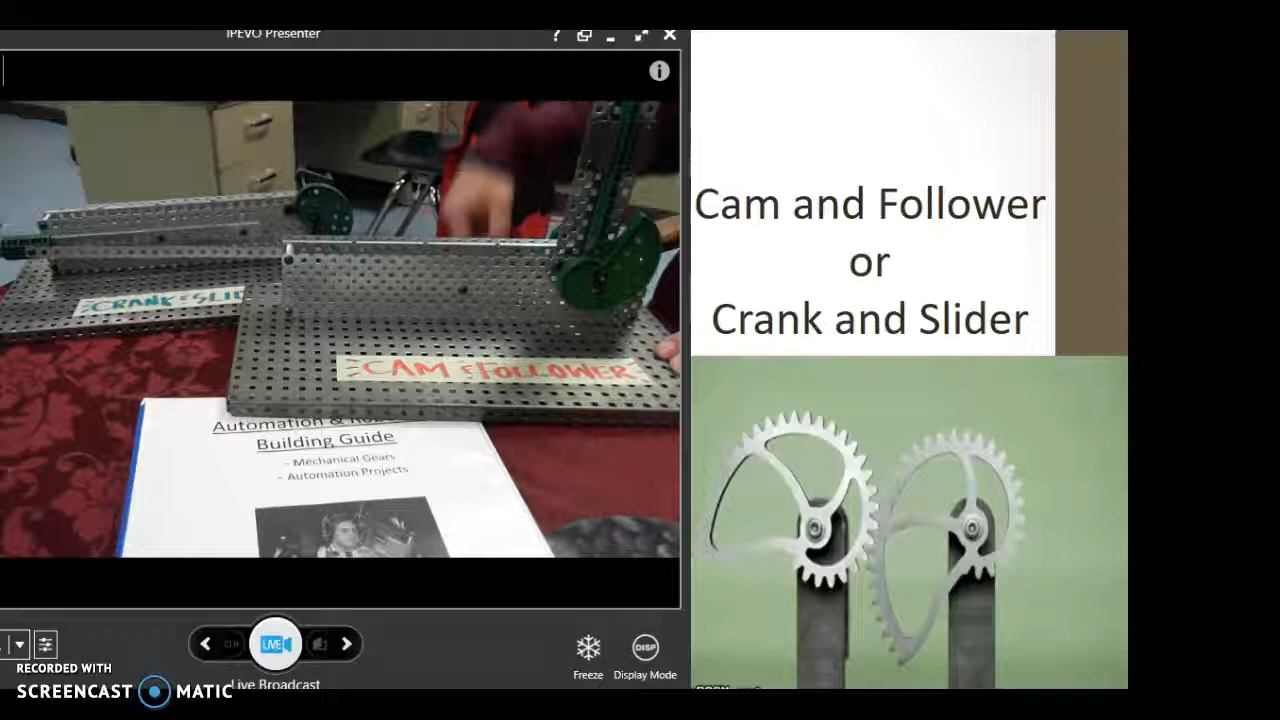 IPEVO Presenter
?
Cam and Follower
or
Crank and Slider
CRANK & SLI
CAM & FOLLOWER
Building Guide
- Mechanical Gears
- Automation Projects
LIVE
DISP
Freeze
Display Mode
Live Broadcast
RECORDED WITH
SCREENCAST MATIC